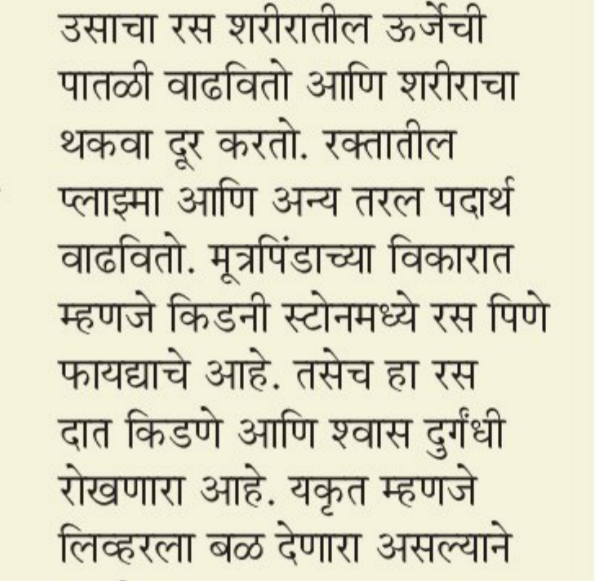 उसाचा रस शरीरातील ऊर्जेची
पातळी वाढवितो आणि शरीराचा
थकवा दूर करतो. रक्तातील
प्लाझ्मा आणि अन्य तरल पदार्थ
वाढवितो. मूत्रपिंडाच्या विकारात
म्हणजे किडनी स्टोनमध्ये रस पिणे
फायद्याचे आहे. तसेच हा रस
दात किडणे आणि श्वास दुर्गंधी
रोखणारा आहे. यकृत म्हणजे
लिव्हरला बळ देणारा असल्याने